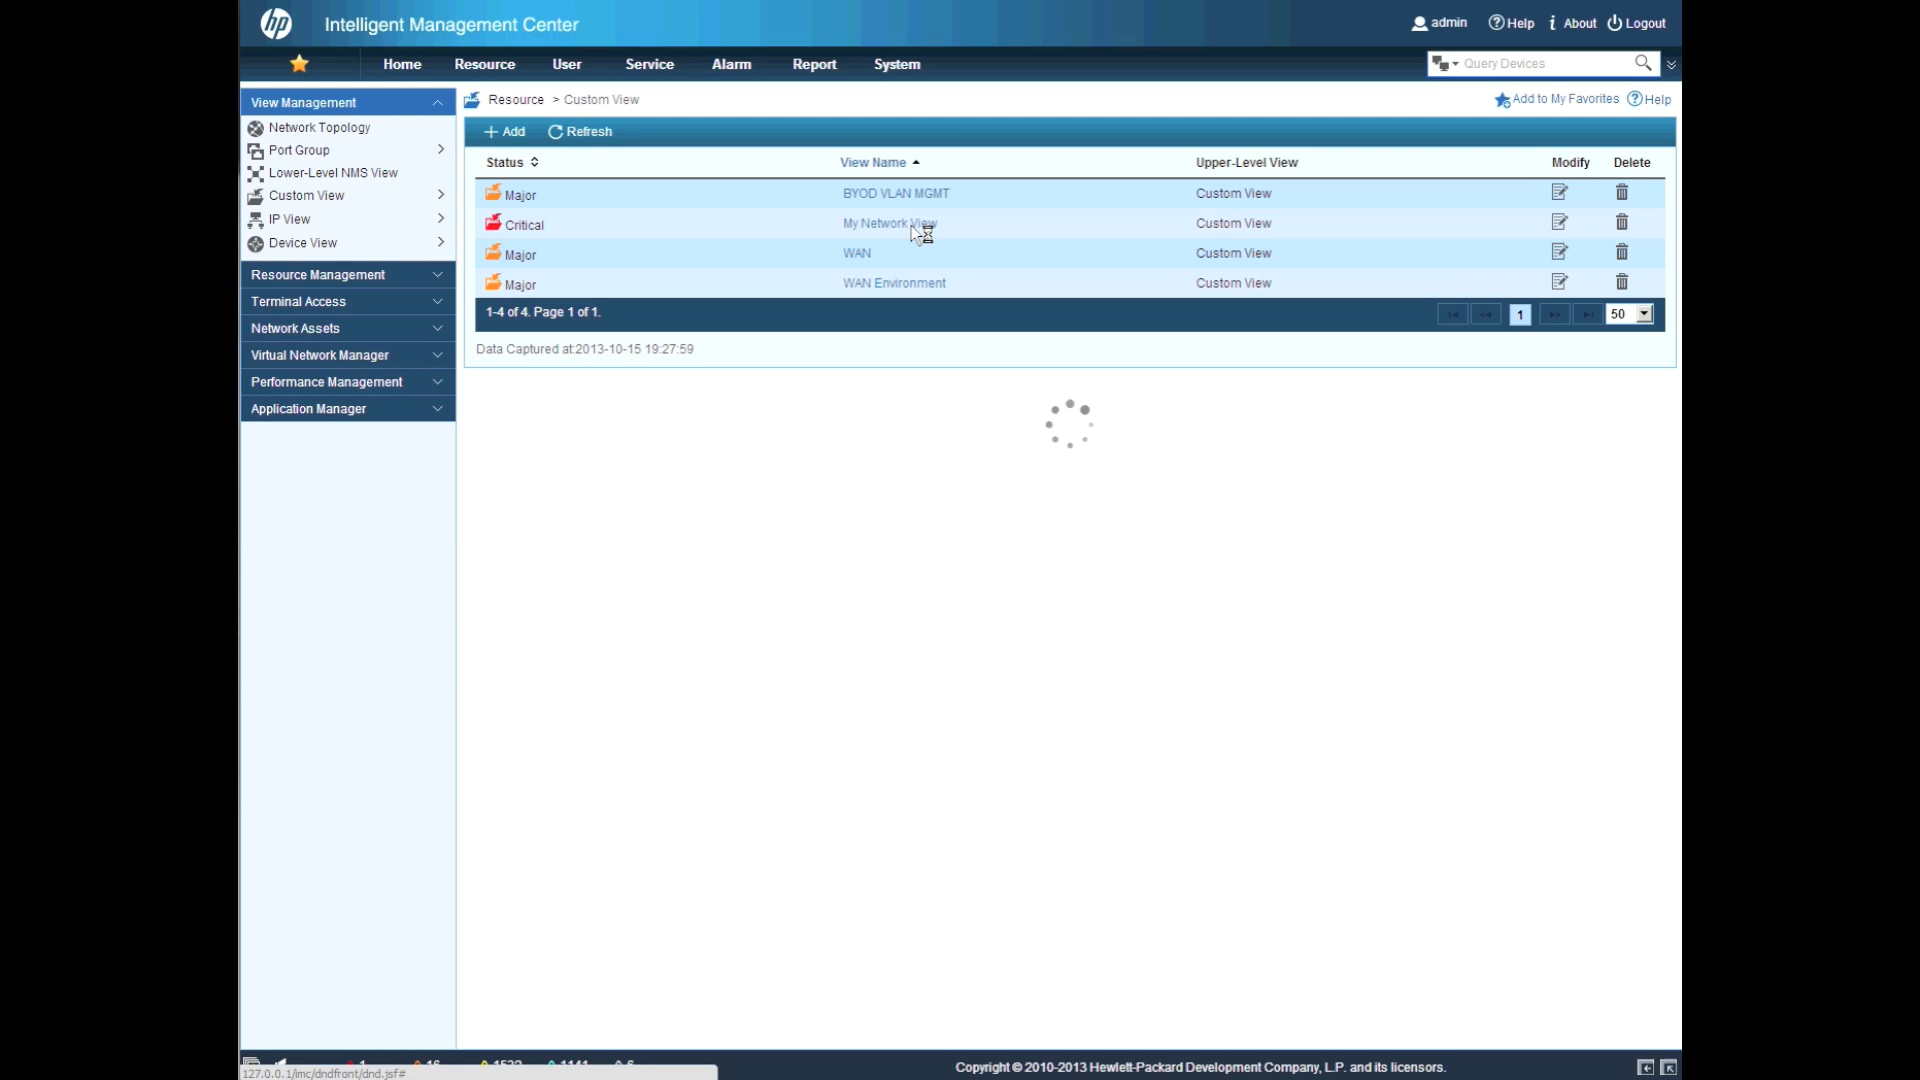 hp Intelligent Management Center
admin Help About Logout
Home Resource User Service Alarm Report System
Query Devices
View Management
Network Topology
Port Group
Lower-Level NMS View
Custom View
IP View
Device View
Resource Management
Terminal Access
Network Assets
Virtual Network Manager
Performance Management
Application Manager
Resource > Custom View
Add to My Favorites Help
Add Refresh
Status View Name Upper-Level View Modify Delete
Major BYOD VLAN MGMT Custom View
Critical My Network View Custom View
Major WAN Custom View
Major WAN Environment Custom View
1-4 of 4. Page 1 of 1.
1 50
Data Captured at:2013-10-15 19:27:59
1 16 1532 1141 6
127.0.0.1/imc/dndfront/dnd.jsf#
Copyright © 2010-2013 Hewlett-Packard Development Company, L.P. and its licensors.